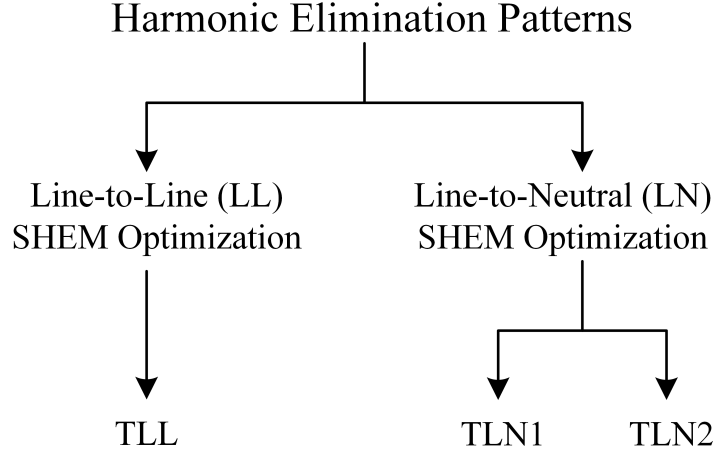 Harmonic Elimination Patterns
Line-to-Line (LL)
SHEM Optimization
Line-to-Neutral (LN)
SHEM Optimization
TLL
TLN1
TLN2